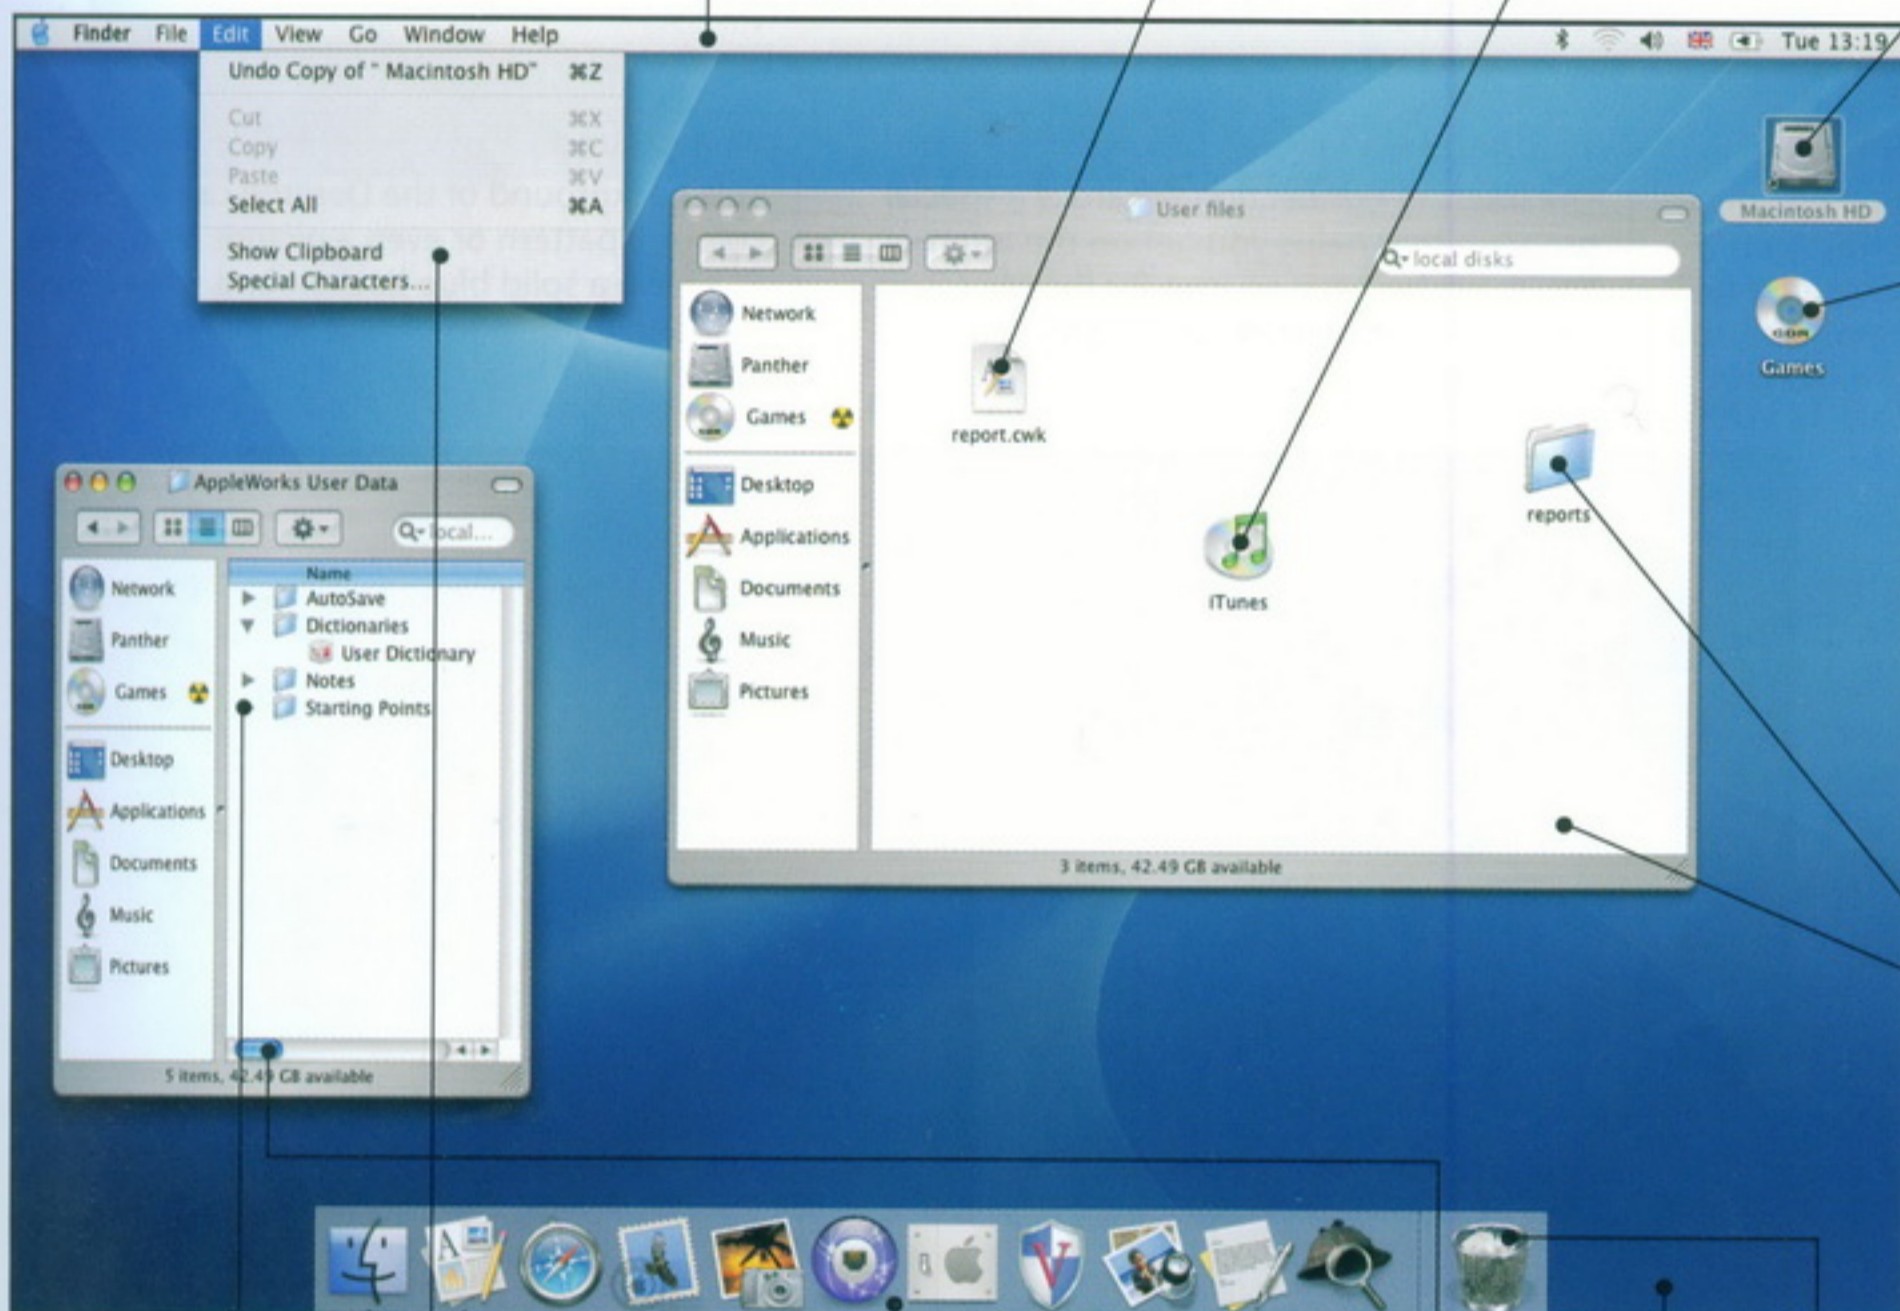 Finder File Edit View Go Window Help Tue 13:19
Undo Copy of " Macintosh HD" ⌘Z
Cut ⌘X
Copy ⌘C
Paste ⌘V
Select All ⌘A
Show Clipboard
Special Characters...
Macintosh HD
Games
User files
local disks
Network
Panther
Games
Desktop
Applications
Documents
Music
Pictures
report.cwk
iTunes
reports
3 items, 42.49 GB available
AppleWorks User Data
local...
Network
Panther
Games
Desktop
Applications
Documents
Music
Pictures
Name
AutoSave
Dictionaries
User Dictionary
Notes
Starting Points
5 items, 42.49 GB available